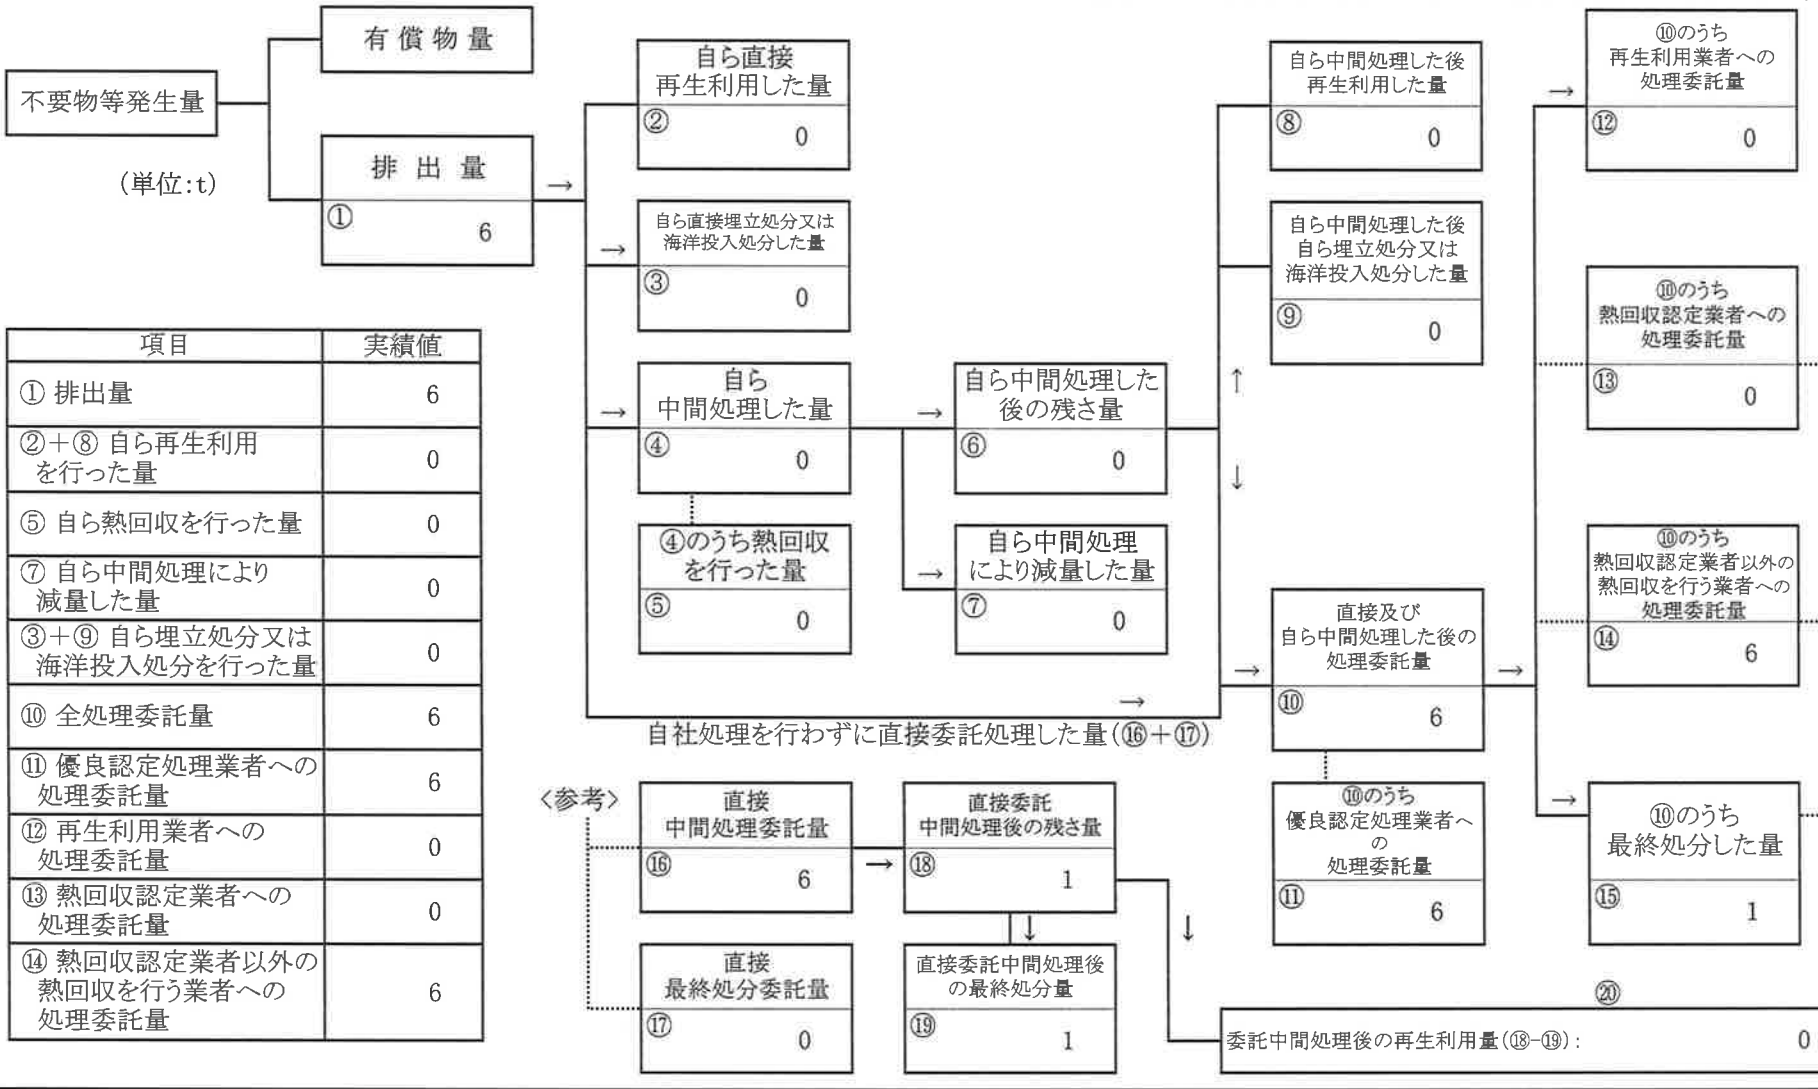 有償物量
不要物等発生量
(単位:t)
排出量
→
①
6
自ら直接
再生利用した量
②
0
→
自ら直接埋立処分又は
海洋投入処分した量
③
0
→
自ら
中間処理した量
④
0
④のうち熱回収
を行った量
⑤
0
→
自ら中間処理した
後の残さ量
⑥
0
→
自ら中間処理
により減量した量
⑦
0
自ら中間処理した後
再生利用した量
⑧
0
自ら中間処理した後
自ら埋立処分又は
海洋投入処分した量
⑨
0
↑
↓
→
自社処理を行わずに直接委託処理した量(⑯+⑰)
→
直接及び
自ら中間処理した後の
処理委託量
⑩
6
→
⑩のうち
優良認定処理業者へ
の
処理委託量
⑪
6
→
⑩のうち
再生利用業者への
処理委託量
⑫
0
⑩のうち
熱回収認定業者への
処理委託量
⑬
0
⑩のうち
熱回収認定業者以外の
熱回収を行う業者への
処理委託量
⑭
6
→
⑩のうち
最終処分した量
⑮
1
項目 実績値
① 排出量 6
②+⑧ 自ら再生利用
を行った量 0
⑤ 自ら熱回収を行った量 0
⑦ 自ら中間処理により
減量した量 0
③+⑨ 自ら埋立処分又は
海洋投入処分を行った量 0
⑩ 全処理委託量 6
⑪ 優良認定処理業者への
処理委託量 6
⑫ 再生利用業者への
処理委託量 0
⑬ 熱回収認定業者への
処理委託量 0
⑭ 熱回収認定業者以外の
熱回収を行う業者への
処理委託量 6
〈参考〉
直接
中間処理委託量
⑯
6
→
直接
最終処分委託量
⑰
0
直接委託
中間処理後の残さ量
⑱
1
↓
直接委託中間処理後
の最終処分量
⑲
1
↓
⑳
委託中間処理後の再生利用量(⑱-⑲): 0